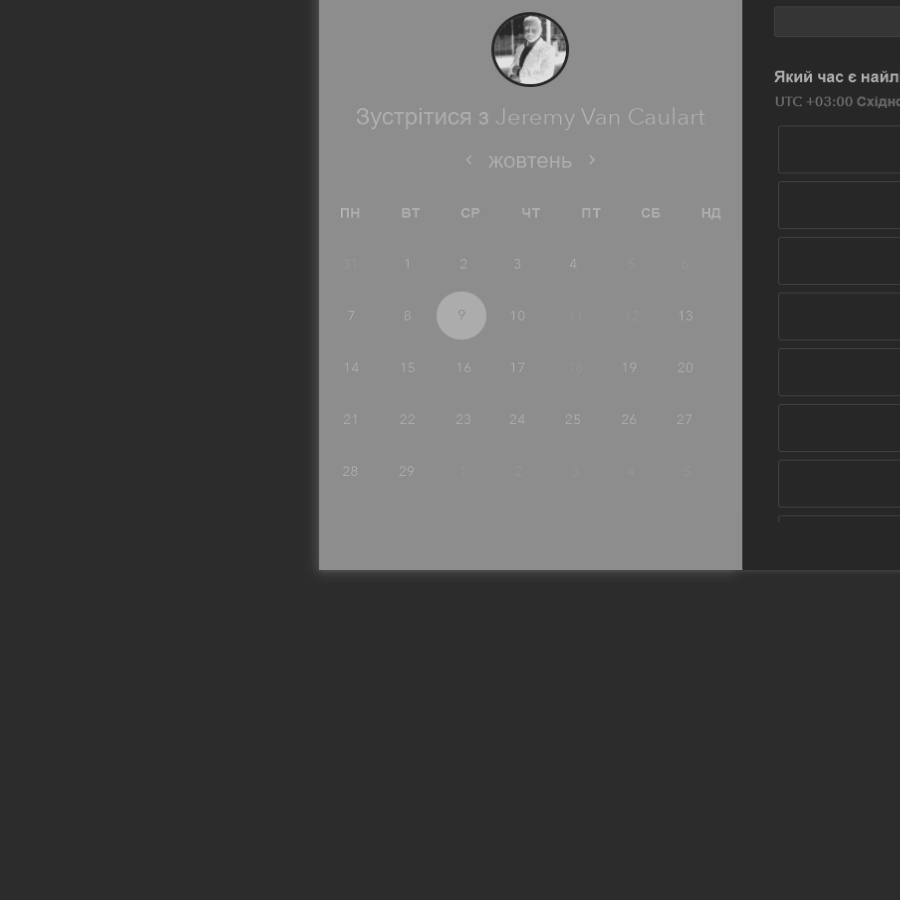 Зустрітися з Jeremy Van Caulart
жовтень
ПН ВТ СР ЧТ ПТ СБ НД
31 1 2 3 4 5 6
7 8 9 10 11 12 13
14 15 16 17 18 19 20
21 22 23 24 25 26 27
28 29 1 2 3 4 5
Який час є найл
UTC +03:00 Східно